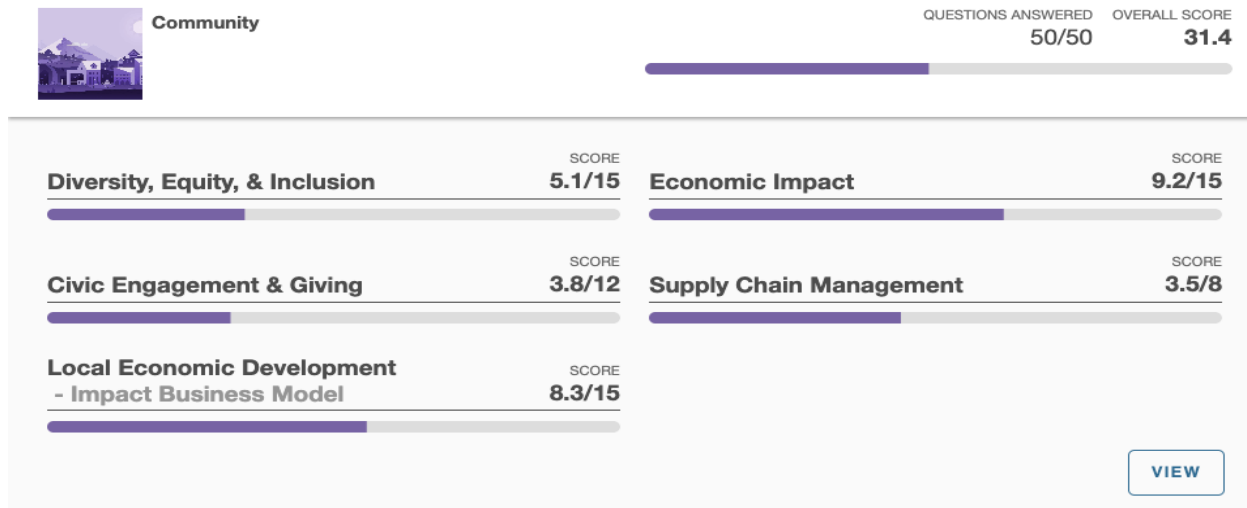 Community
QUESTIONS ANSWERED OVERALL SCORE
50/50 31.4
SCORE
Diversity, Equity, & Inclusion 5.1/15
SCORE
Economic Impact 9.2/15
SCORE
Civic Engagement & Giving 3.8/12
SCORE
Supply Chain Management 3.5/8
Local Economic Development SCORE
- Impact Business Model 8.3/15
VIEW